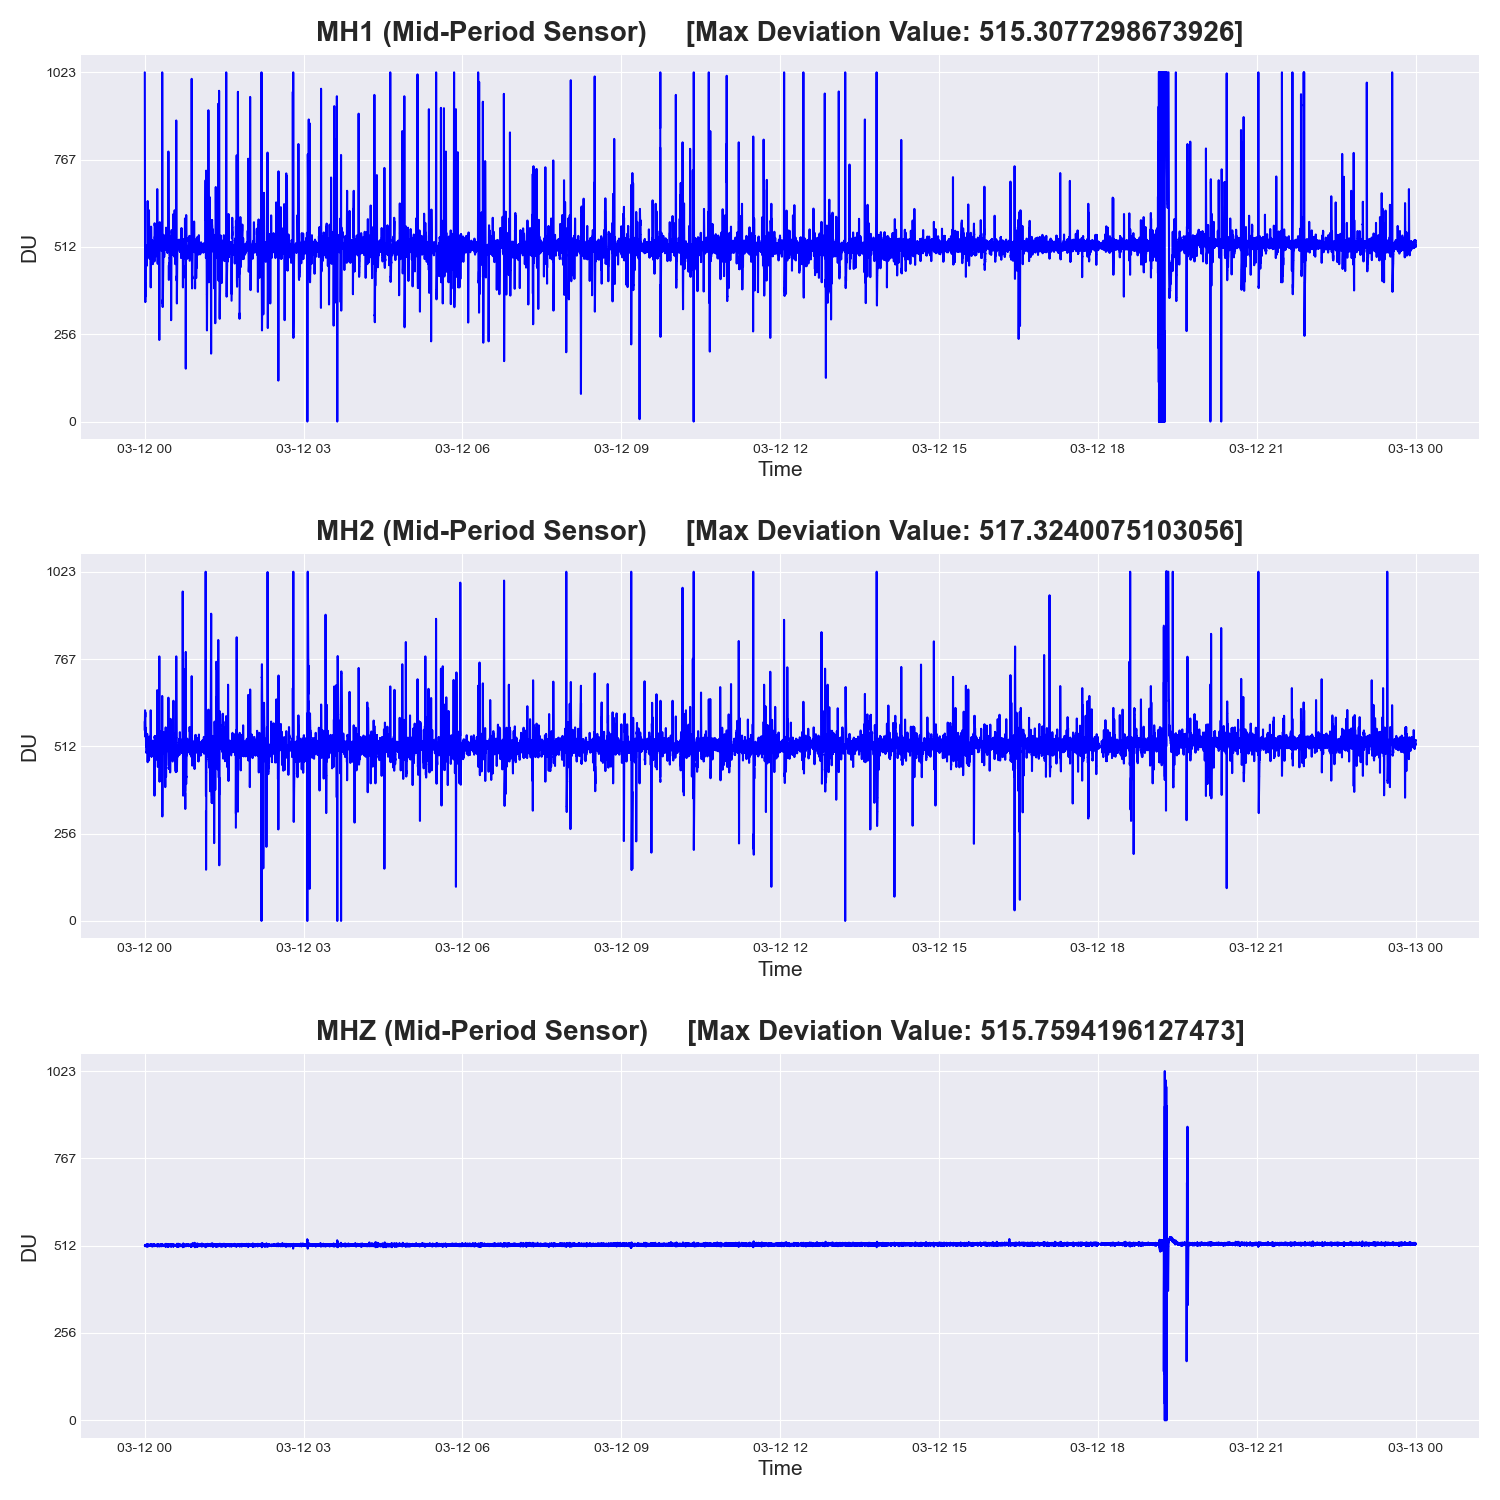 MH1 (Mid-Period Sensor) [Max Deviation Value: 515.3077298673926]
1023
767
512
256
0
DU
03-12 00 03-12 03 03-12 06 03-12 09 03-12 12 03-12 15 03-12 18 03-12 21 03-13 00
Time
MH2 (Mid-Period Sensor) [Max Deviation Value: 517.3240075103056]
1023
767
512
256
0
DU
03-12 00 03-12 03 03-12 06 03-12 09 03-12 12 03-12 15 03-12 18 03-12 21 03-13 00
Time
MHZ (Mid-Period Sensor) [Max Deviation Value: 515.7594196127473]
1023
767
512
256
0
DU
03-12 00 03-12 03 03-12 06 03-12 09 03-12 12 03-12 15 03-12 18 03-12 21 03-13 00
Time